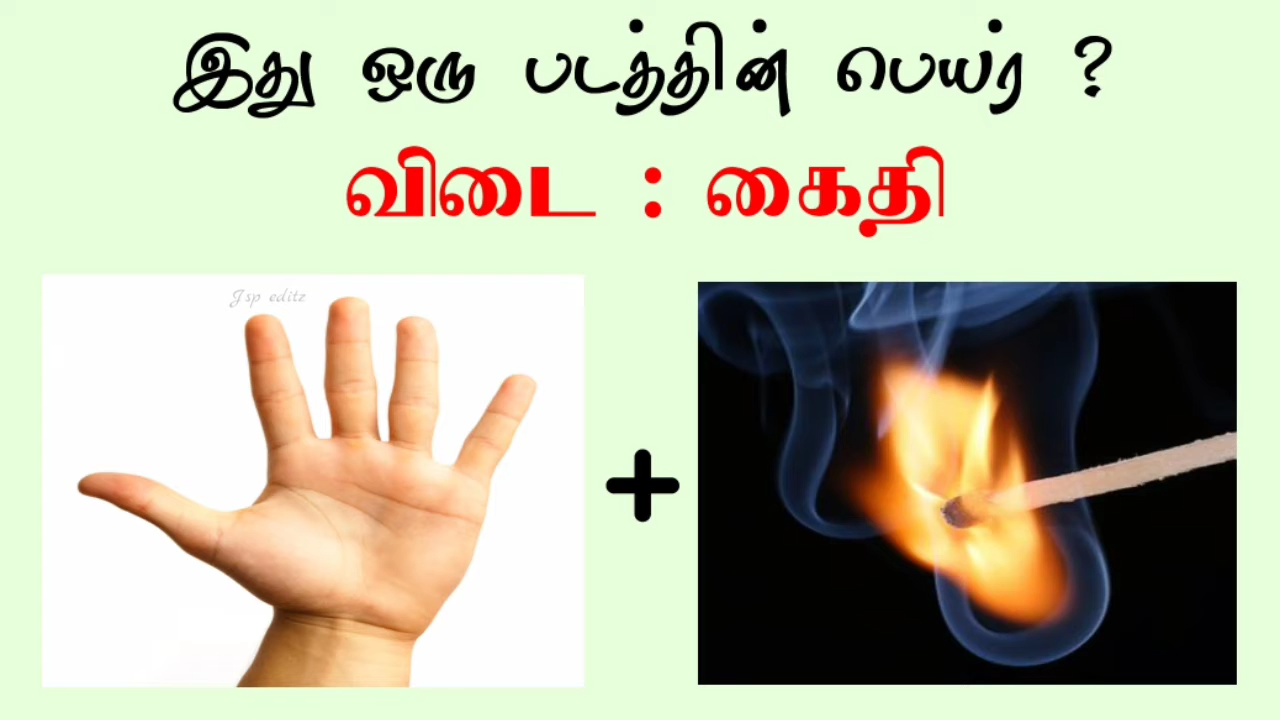 இது ஒரு படத்தின் பெயர் ?
விடை : கைதி
Jsp editz